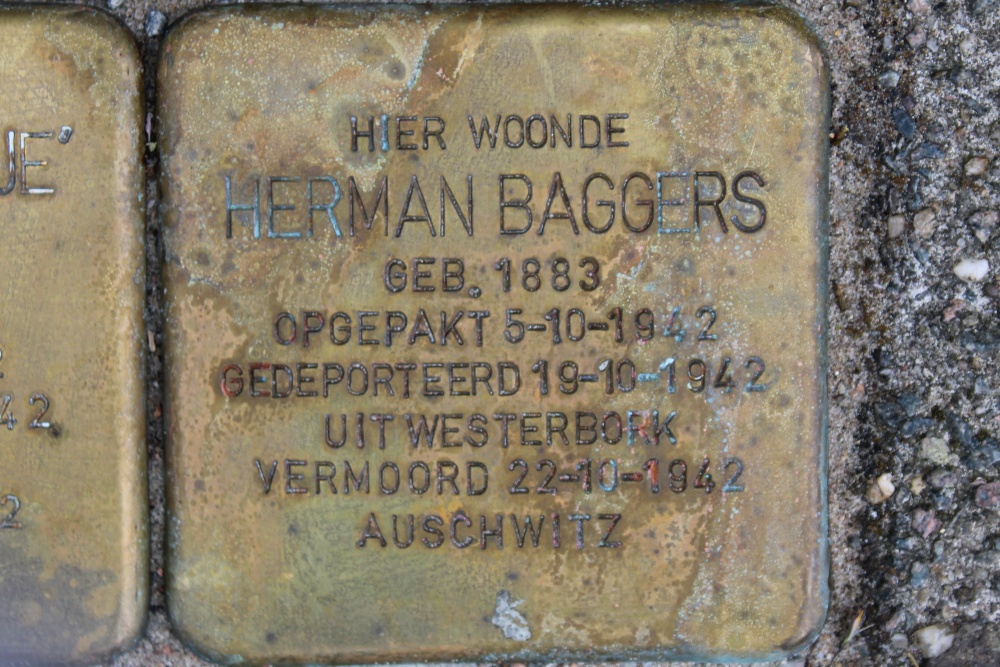 HIER WOONDE
HERMAN BAGGERS
GEB. 1883
OPGEPAKT 5-10-1942
GEDEPORTEERD 19-10-1942
UIT WESTERBORK
VERMOORD 22-10-1942
AUSCHWITZ